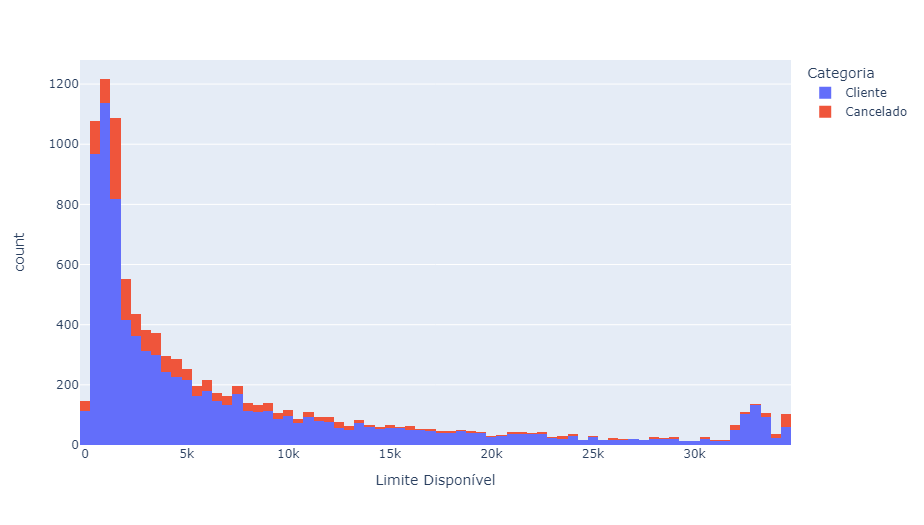 Categoria
Cliente
Cancelado
1200
1000
800
600
400
200
0
count
0 5k 10k 15k 20k 25k 30k
Limite Disponível